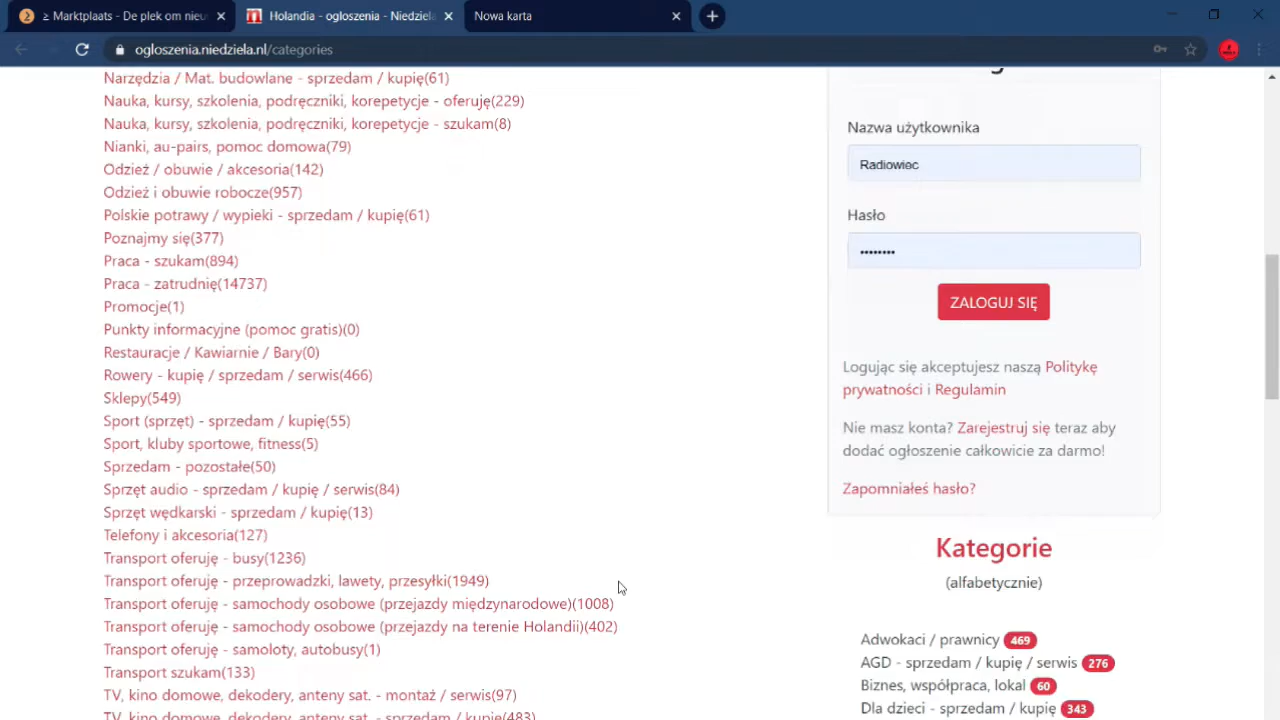 ≥ Marktplaats - De plek om nieu
Holandia - ogloszenia - Niedziela
Nowa karta
ogloszenia.niedziela.nl/categories
Narzędzia / Mat. budowlane - sprzedam / kupię(61)
Nauka, kursy, szkolenia, podręczniki, korepetycje - oferuję(229)
Nauka, kursy, szkolenia, podręczniki, korepetycje - szukam(8)
Nianki, au-pairs, pomoc domowa(79)
Odzież / obuwie / akcesoria(142)
Odzież i obuwie robocze(957)
Polskie potrawy / wypieki - sprzedam / kupię(61)
Poznajmy się(377)
Praca - szukam(894)
Praca - zatrudnię(14737)
Promocje(1)
Punkty informacyjne (pomoc gratis)(0)
Restauracje / Kawiarnie / Bary(0)
Rowery - kupię / sprzedam / serwis(466)
Sklepy(549)
Sport (sprzęt) - sprzedam / kupię(55)
Sport, kluby sportowe, fitness(5)
Sprzedam - pozostałe(50)
Sprzęt audio - sprzedam / kupię / serwis(84)
Sprzęt wędkarski - sprzedam / kupię(13)
Telefony i akcesoria(127)
Transport oferuję - busy(1236)
Transport oferuję - przeprowadzki, lawety, przesyłki(1949)
Transport oferuję - samochody osobowe (przejazdy międzynarodowe)(1008)
Transport oferuję - samochody osobowe (przejazdy na terenie Holandii)(402)
Transport oferuję - samoloty, autobusy(1)
Transport szukam(133)
TV, kino domowe, dekodery, anteny sat. - montaż / serwis(97)
TV, kino domowe, dekodery, anteny sat. - sprzedam / kupię(483)
Nazwa użytkownika
Radiowiec
Hasło
••••••••
ZALOGUJ SIĘ
Logując się akceptujesz naszą Politykę
prywatności i Regulamin
Nie masz konta? Zarejestruj się teraz aby
dodać ogłoszenie całkowicie za darmo!
Zapomniałeś hasło?
Kategorie
(alfabetycznie)
Adwokaci / prawnicy 469
AGD - sprzedam / kupię / serwis 276
Biznes, współpraca, lokal 60
Dla dzieci - sprzedam / kupię 343